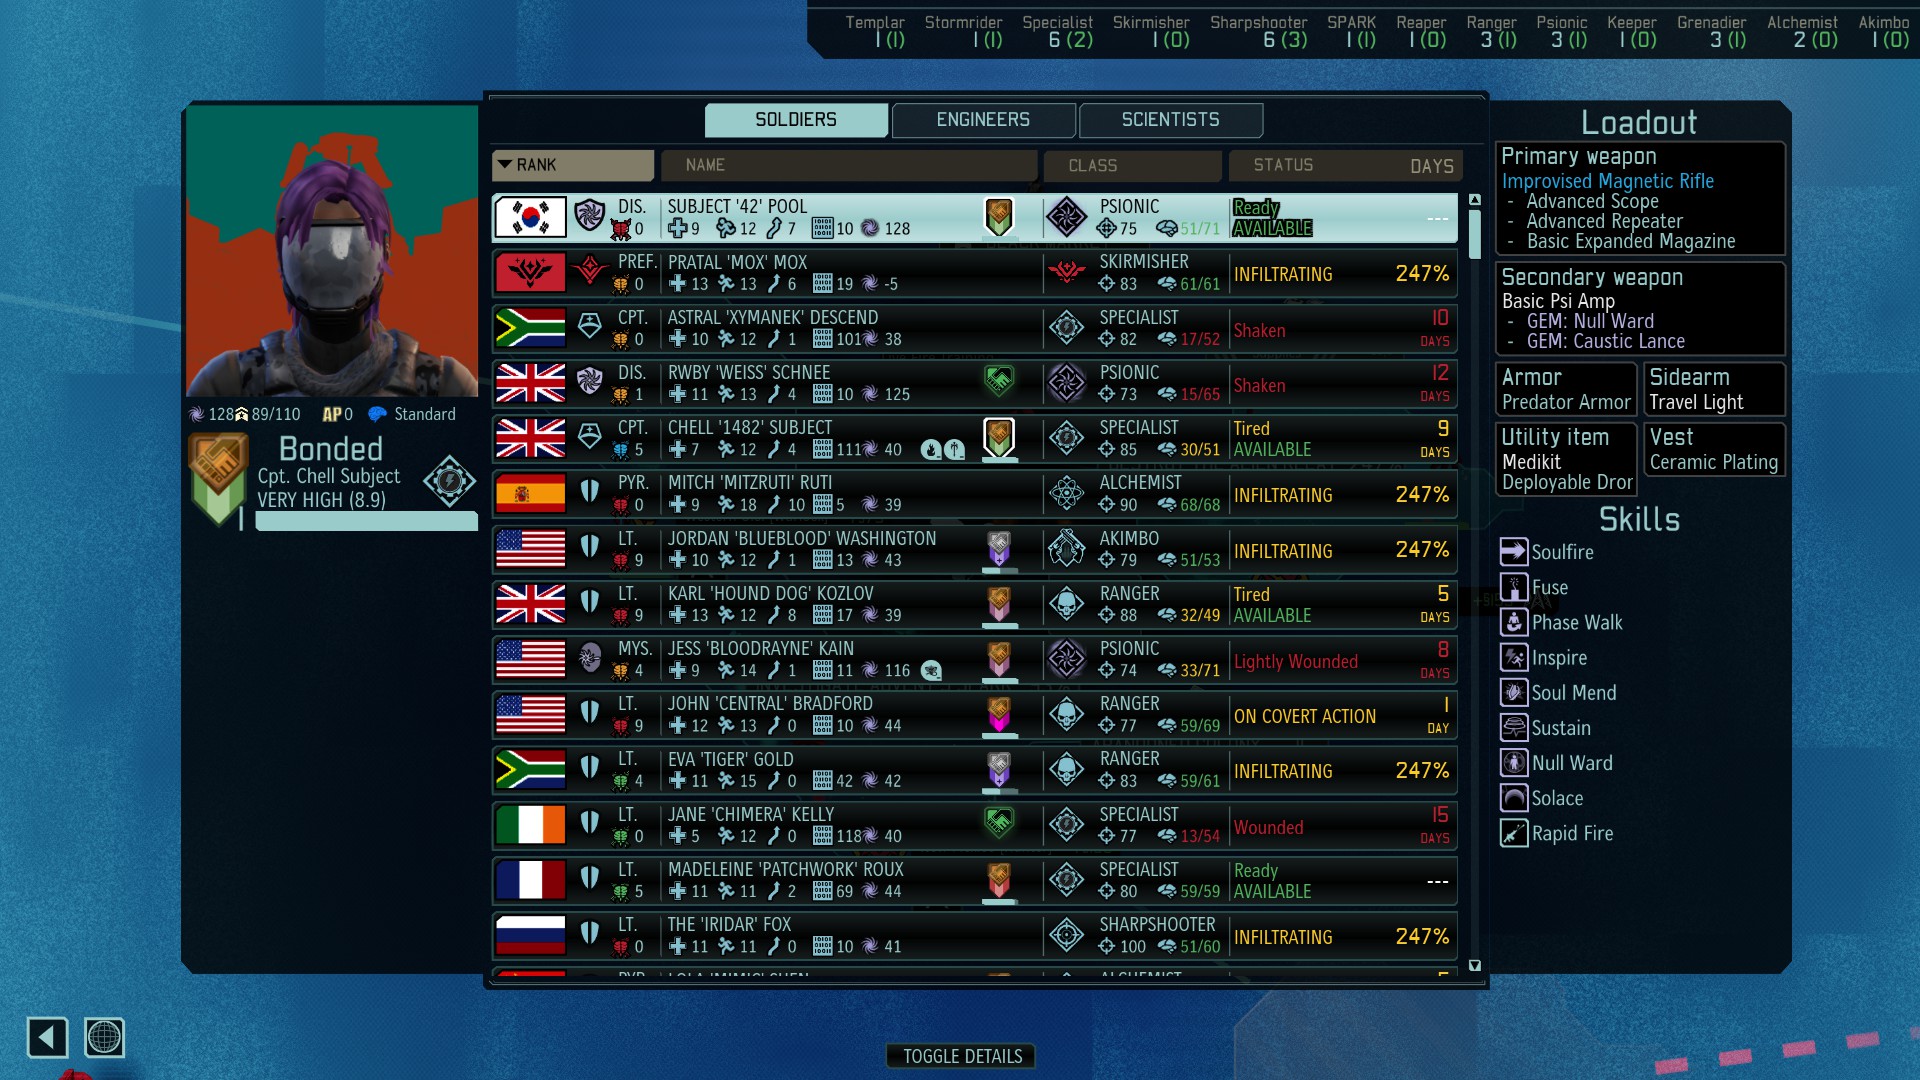 Templar Stormrider Specialist Skirmisher Sharpshooter SPARK Reaper Ranger Psionic Keeper Grenadier Alchemist Akimbo
1 (1) 1 (1) 6 (2) 1 (0) 6 (3) 1 (1) 1 (0) 3 (1) 3 (1) 1 (0) 3 (1) 2 (0) 1 (0)
SOLDIERS ENGINEERS SCIENTISTS
RANK NAME CLASS STATUS DAYS
DIS. SUBJECT '42' POOL PSIONIC Ready
0 9 12 7 10 128 75 51/71 AVAILABLE ---
PREF. PRATAL 'MOX' MOX SKIRMISHER INFILTRATING 247%
0 13 13 6 19 -5 83 61/61
CPT. ASTRAL 'XYMANEK' DESCEND SPECIALIST Shaken 10
0 10 12 1 101 38 82 17/52 DAYS
DIS. RWBY 'WEISS' SCHNEE PSIONIC Shaken 12
1 11 13 4 10 125 73 15/65 DAYS
CPT. CHELL '1482' SUBJECT SPECIALIST Tired 9
5 7 12 4 111 40 85 30/51 AVAILABLE DAYS
PYR. MITCH 'MITZRUTI' RUTI ALCHEMIST INFILTRATING 247%
0 9 18 10 5 39 90 68/68
LT. JORDAN 'BLUEBLOOD' WASHINGTON AKIMBO INFILTRATING 247%
9 10 12 1 13 43 79 51/53
LT. KARL 'HOUND DOG' KOZLOV RANGER Tired 5
9 13 12 8 17 39 88 32/49 AVAILABLE DAYS
MYS. JESS 'BLOODRAYNE' KAIN PSIONIC Lightly Wounded 8
4 9 14 1 11 116 74 33/71 DAYS
LT. JOHN 'CENTRAL' BRADFORD RANGER ON COVERT ACTION 1
9 12 13 0 10 44 77 59/69 DAY
LT. EVA 'TIGER' GOLD RANGER INFILTRATING 247%
4 11 15 0 42 42 83 59/61
LT. JANE 'CHIMERA' KELLY SPECIALIST Wounded 15
0 5 12 0 118 40 77 13/54 DAYS
LT. MADELEINE 'PATCHWORK' ROUX SPECIALIST Ready
5 11 11 2 69 44 80 59/59 AVAILABLE ---
LT. THE 'IRIDAR' FOX SHARPSHOOTER INFILTRATING 247%
0 11 11 0 10 41 100 51/60
128 89/110 AP 0 Standard
Bonded
Cpt. Chell Subject
VERY HIGH (8.9)
1
Loadout
Primary weapon
Improvised Magnetic Rifle
- Advanced Scope
- Advanced Repeater
- Basic Expanded Magazine
Secondary weapon
Basic Psi Amp
- GEM: Null Ward
- GEM: Caustic Lance
Armor Sidearm
Predator Armor Travel Light
Utility item Vest
Medikit Ceramic Plating
Deployable Dror
Skills
Soulfire
Fuse
Phase Walk
Inspire
Soul Mend
Sustain
Null Ward
Solace
Rapid Fire
TOGGLE DETAILS